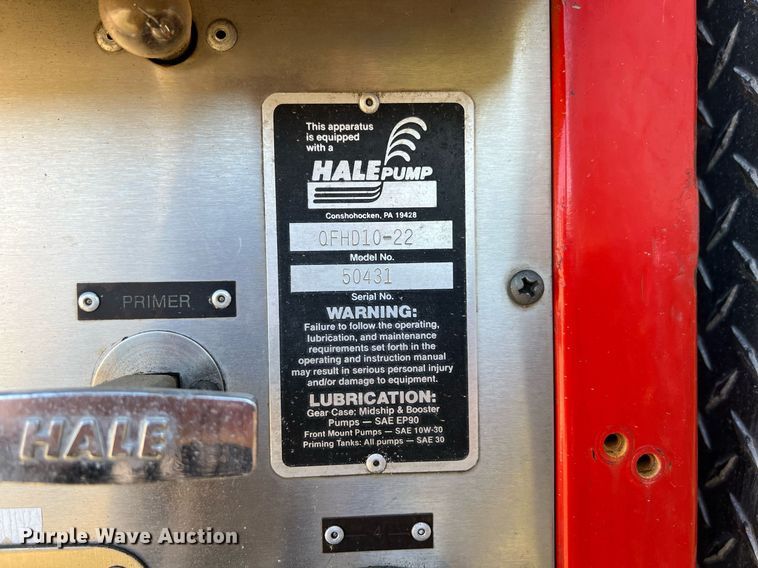 This apparatus
is equipped
with a
HALE PUMP
Conshohocken, PA 19428
QFHD10-22
Model No.
50431
Serial No.
WARNING:
Failure to follow the operating,
lubrication, and maintenance
requirements set forth in the
operating and instruction manual
may result in serious personal injury
and/or damage to equipment.
LUBRICATION:
Gear Case: Midship & Booster
Pumps — SAE EP90
Front Mount Pumps — SAE 10W-30
Priming Tanks: All pumps — SAE 30
PRIMER
HALE
4
Purple Wave Auction